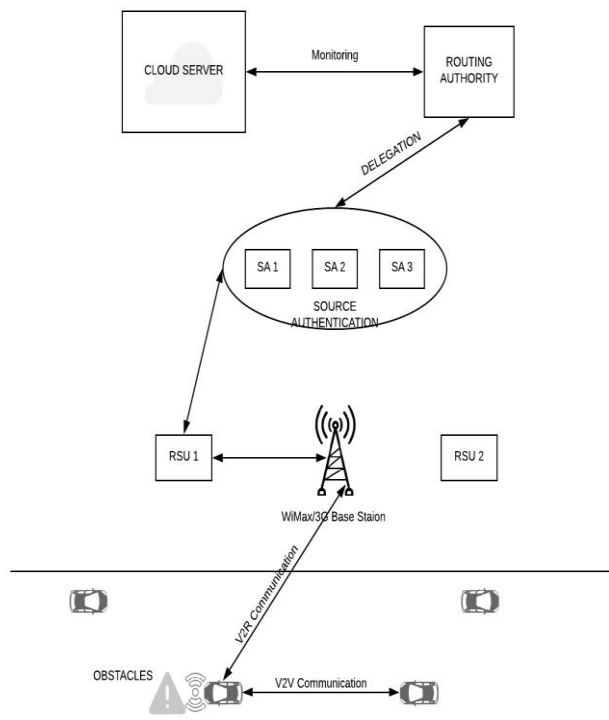 CLOUD SERVER
Monitoring
ROUTING
AUTHORITY
DELEGATION
SA 1
SA 2
SA 3
SOURCE
AUTHENTICATION
RSU 1
RSU 2
WiMax/3G Base Staion
V2R Communication
OBSTACLES
V2V Communication